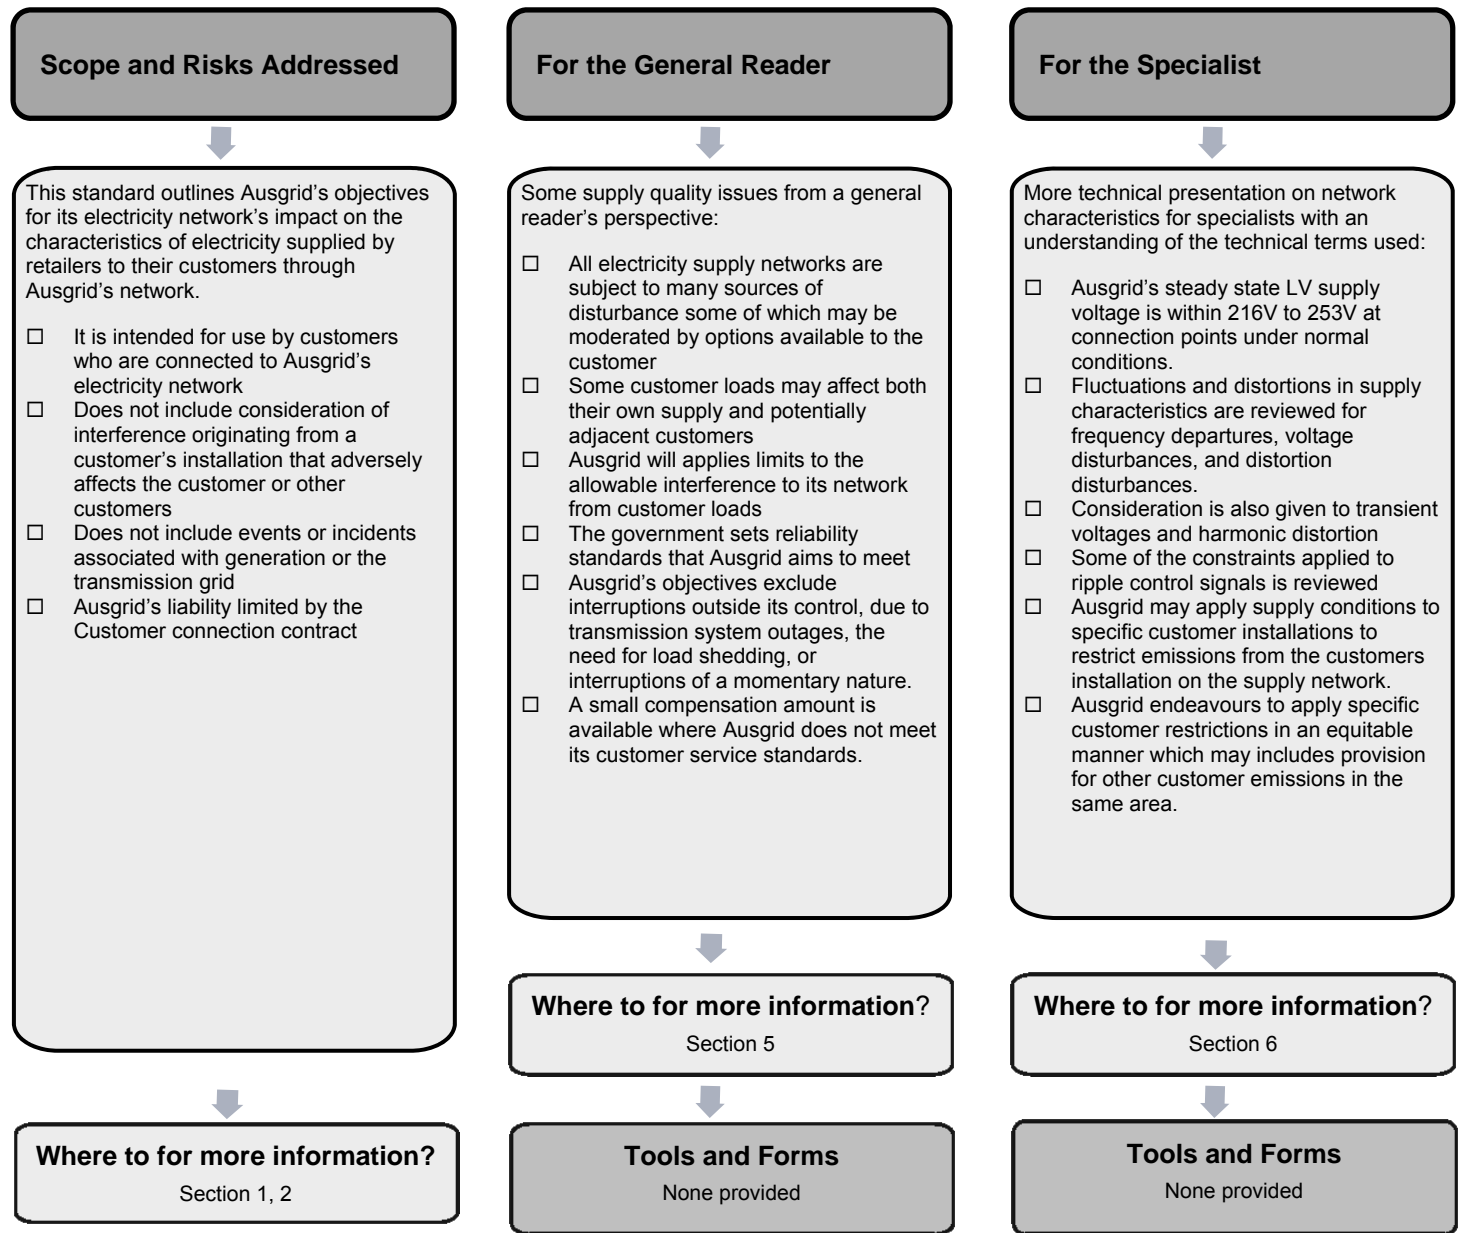 Scope and Risks Addressed
This standard outlines Ausgrid's objectives
for its electricity network's impact on the
characteristics of electricity supplied by
retailers to their customers through
Ausgrid's network.
☐ It is intended for use by customers
who are connected to Ausgrid's
electricity network
☐ Does not include consideration of
interference originating from a
customer's installation that adversely
affects the customer or other
customers
☐ Does not include events or incidents
associated with generation or the
transmission grid
☐ Ausgrid's liability limited by the
Customer connection contract
Where to for more information?
Section 1, 2
For the General Reader
Some supply quality issues from a general
reader's perspective:
☐ All electricity supply networks are
subject to many sources of
disturbance some of which may be
moderated by options available to the
customer
☐ Some customer loads may affect both
their own supply and potentially
adjacent customers
☐ Ausgrid will applies limits to the
allowable interference to its network
from customer loads
☐ The government sets reliability
standards that Ausgrid aims to meet
☐ Ausgrid's objectives exclude
interruptions outside its control, due to
transmission system outages, the
need for load shedding, or
interruptions of a momentary nature.
☐ A small compensation amount is
available where Ausgrid does not meet
its customer service standards.
Where to for more information?
Section 5
Tools and Forms
None provided
For the Specialist
More technical presentation on network
characteristics for specialists with an
understanding of the technical terms used:
☐ Ausgrid's steady state LV supply
voltage is within 216V to 253V at
connection points under normal
conditions.
☐ Fluctuations and distortions in supply
characteristics are reviewed for
frequency departures, voltage
disturbances, and distortion
disturbances.
☐ Consideration is also given to transient
voltages and harmonic distortion
☐ Some of the constraints applied to
ripple control signals is reviewed
☐ Ausgrid may apply supply conditions to
specific customer installations to
restrict emissions from the customers
installation on the supply network.
☐ Ausgrid endeavours to apply specific
customer restrictions in an equitable
manner which may includes provision
for other customer emissions in the
same area.
Where to for more information?
Section 6
Tools and Forms
None provided